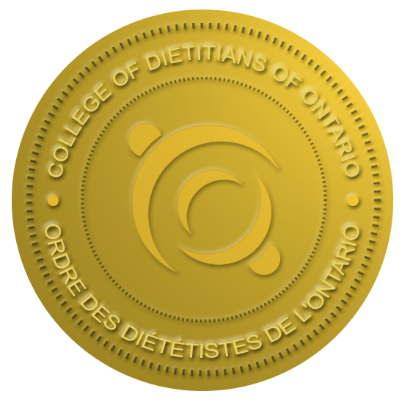 COLLEGE OF DIETITIANS OF ONTARIO
ORDRE DES DIÉTÉTISTES DE L'ONTARIO